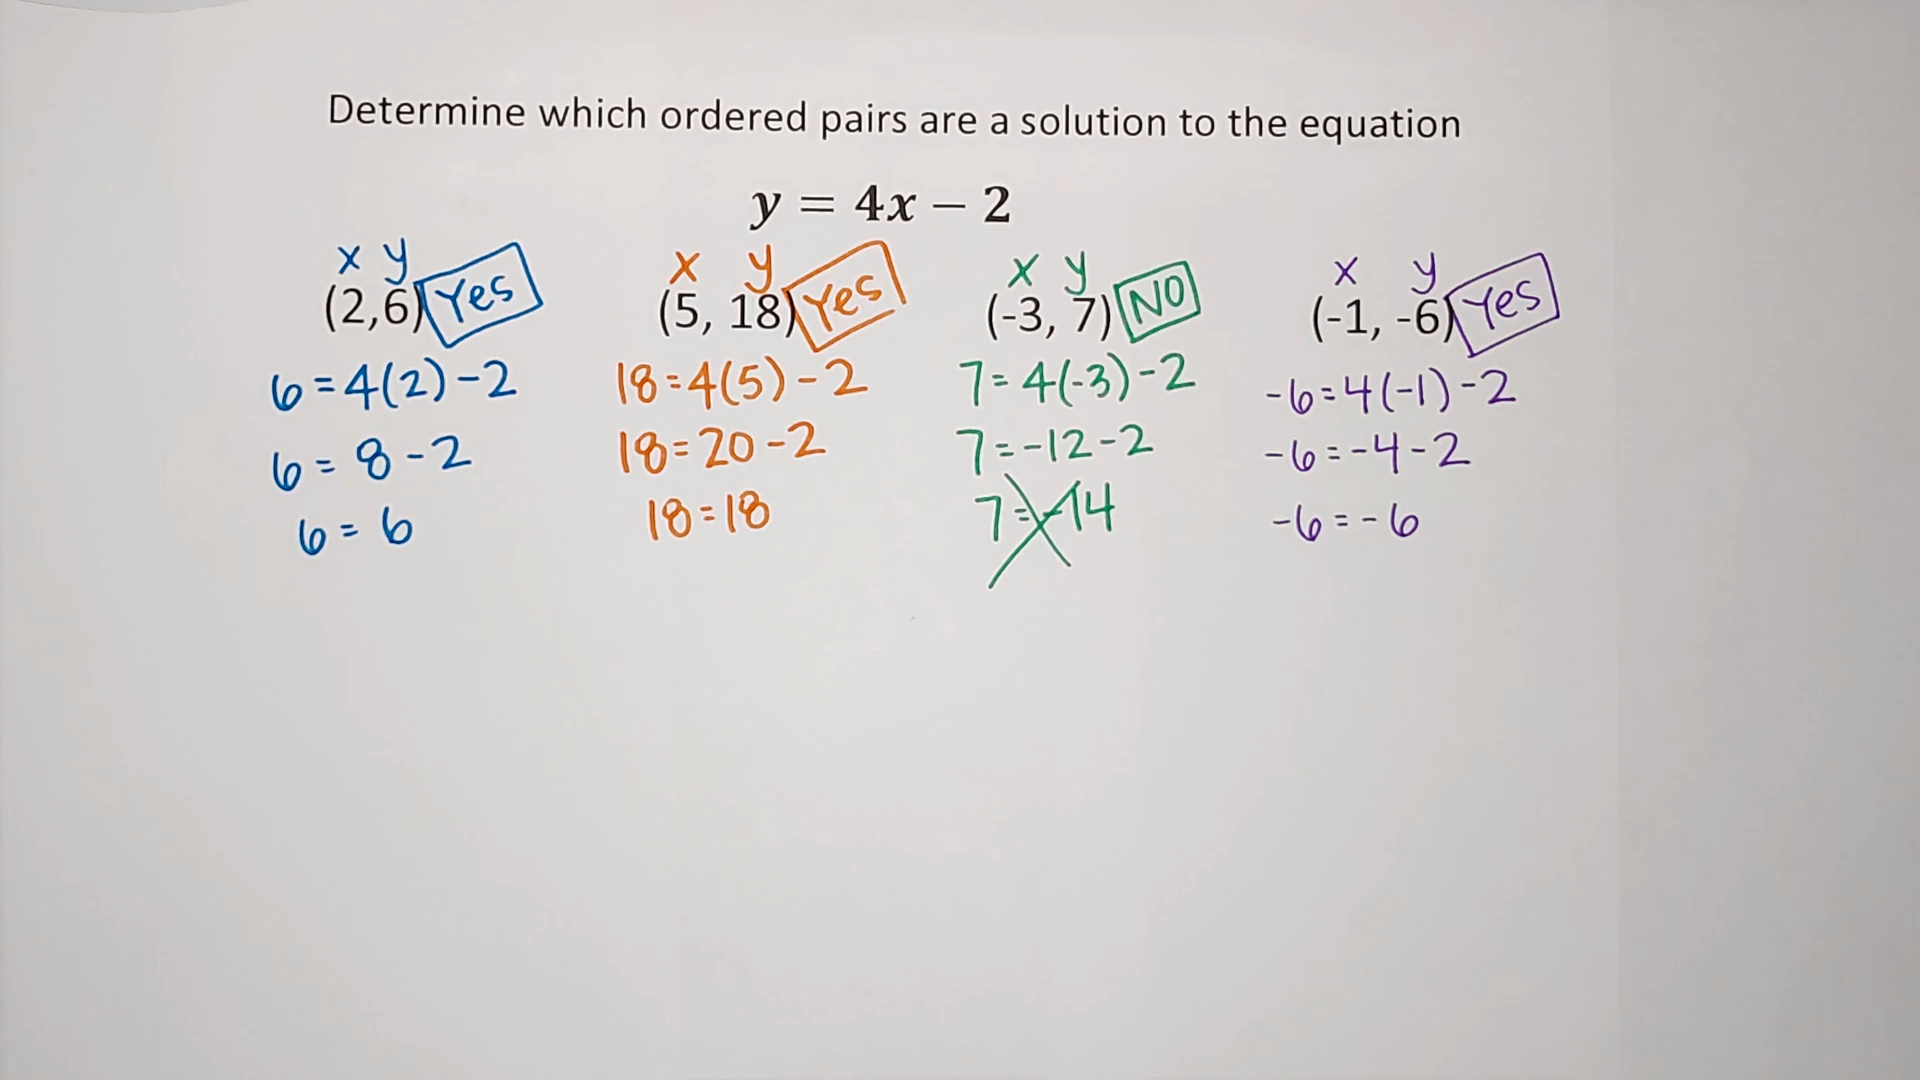 Determine which ordered pairs are a solution to the equation
y = 4x − 2
x y
(2,6) Yes
6 = 4(2) - 2
6 = 8 - 2
6 = 6
x y
(5, 18) Yes
18 = 4(5) - 2
18 = 20 - 2
18 = 18
x y
(-3, 7) NO
7 = 4(-3) - 2
7 = -12 - 2
7 = -14
x y
(-1, -6) Yes
-6 = 4(-1) - 2
-6 = -4 - 2
-6 = -6